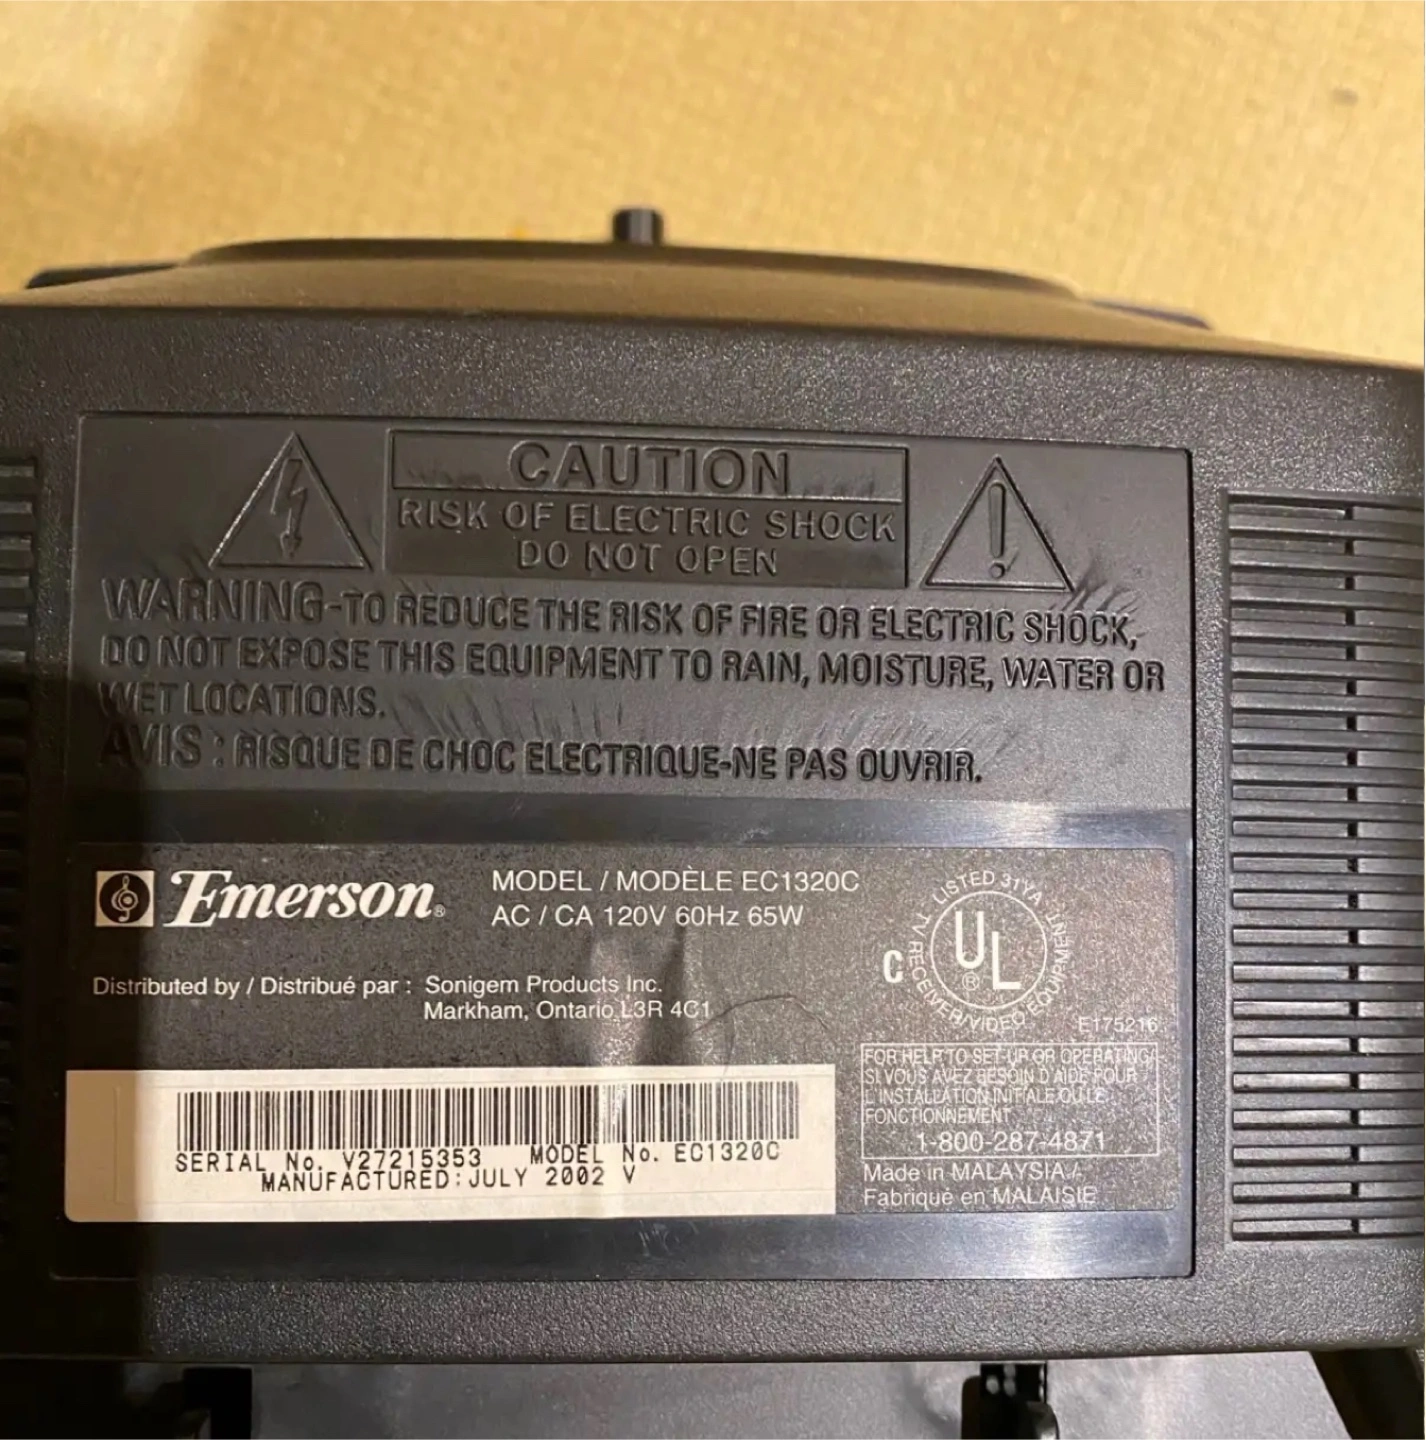 CAUTION
RISK OF ELECTRIC SHOCK
DO NOT OPEN
WARNING-TO REDUCE THE RISK OF FIRE OR ELECTRIC SHOCK,
DO NOT EXPOSE THIS EQUIPMENT TO RAIN, MOISTURE, WATER OR
WET LOCATIONS.
AVIS : RISQUE DE CHOC ELECTRIQUE-NE PAS OUVRIR.
Emerson®
MODEL / MODÈLE EC1320C
AC / CA 120V 60Hz 65W
Distributed by / Distribué par : Sonigem Products Inc.
Markham, Ontario L3R 4C1
LISTED 31YA
T.V. RECEIVER/VIDEO EQUIPMENT
C UL ®
E175216
FOR HELP TO SET-UP OR OPERATING/
SI VOUS AVEZ BESOIN D'AIDE POUR
L'INSTALLATION INITIALE OU LE
FONCTIONNEMENT
1-800-287-4871
Made in MALAYSIA /
Fabriqué en MALAISIE
SERIAL No. V27215353 MODEL No. EC1320C
MANUFACTURED:JULY 2002 V